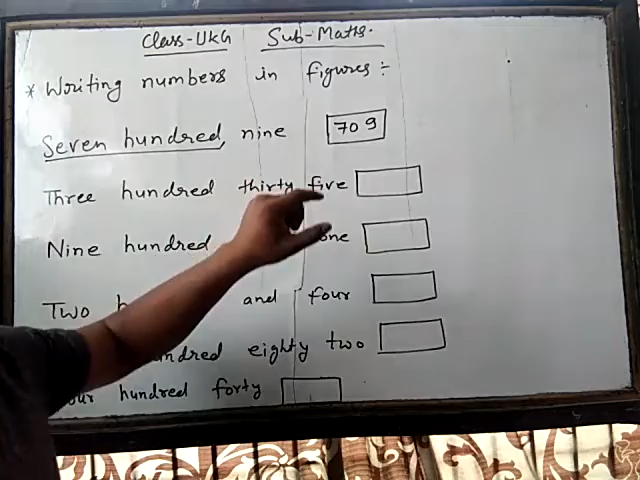 Class-UKG Sub-Maths.
* Writing numbers in figures :-
Seven hundred, nine 709
Three hundred thirty five
Nine hundred one
Two and four
hundred eighty two
hundred forty